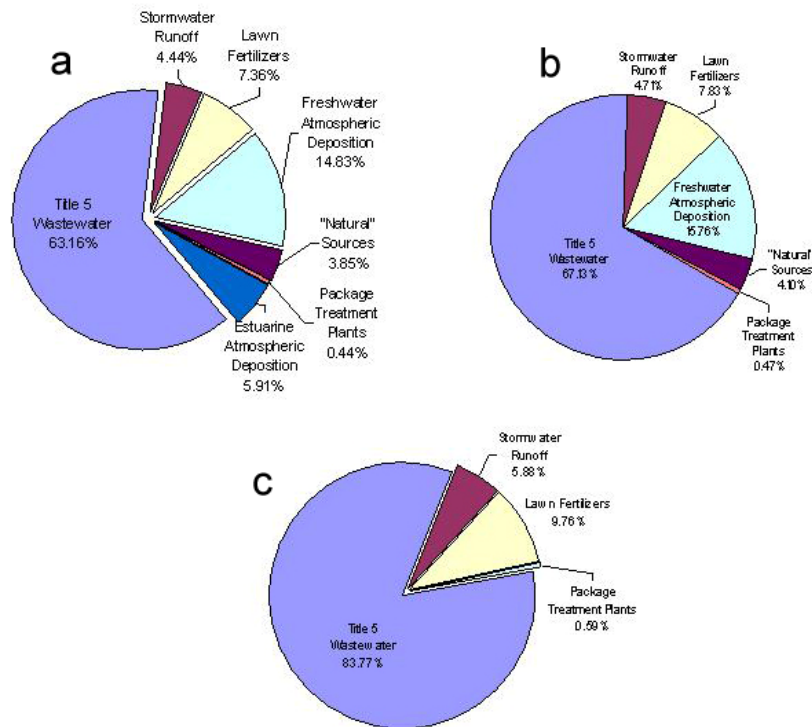 a
Stormwater
Runoff
4.44%
Lawn
Fertilizers
7.36%
Freshwater
Atmospheric
Deposition
14.83%
"Natural"
Sources
3.85%
Package
Treatment
Plants
0.44%
Estuarine
Atmospheric
Deposition
5.91%
Title 5
Wastewater
63.16%
b
Stormwater
Runoff
4.71%
Lawn
Fertilizers
7.83%
Freshwater
Atmospheric
Deposition
15.76%
"Natural"
Sources
4.10%
Package
Treatment
Plants
0.47%
Title 5
Wastewater
67.13%
c
Stormwater
Runoff
5.88%
Lawn Fertilizers
9.76%
Package
Treatment Plants
0.59%
Title 5
Wastewater
83.77%